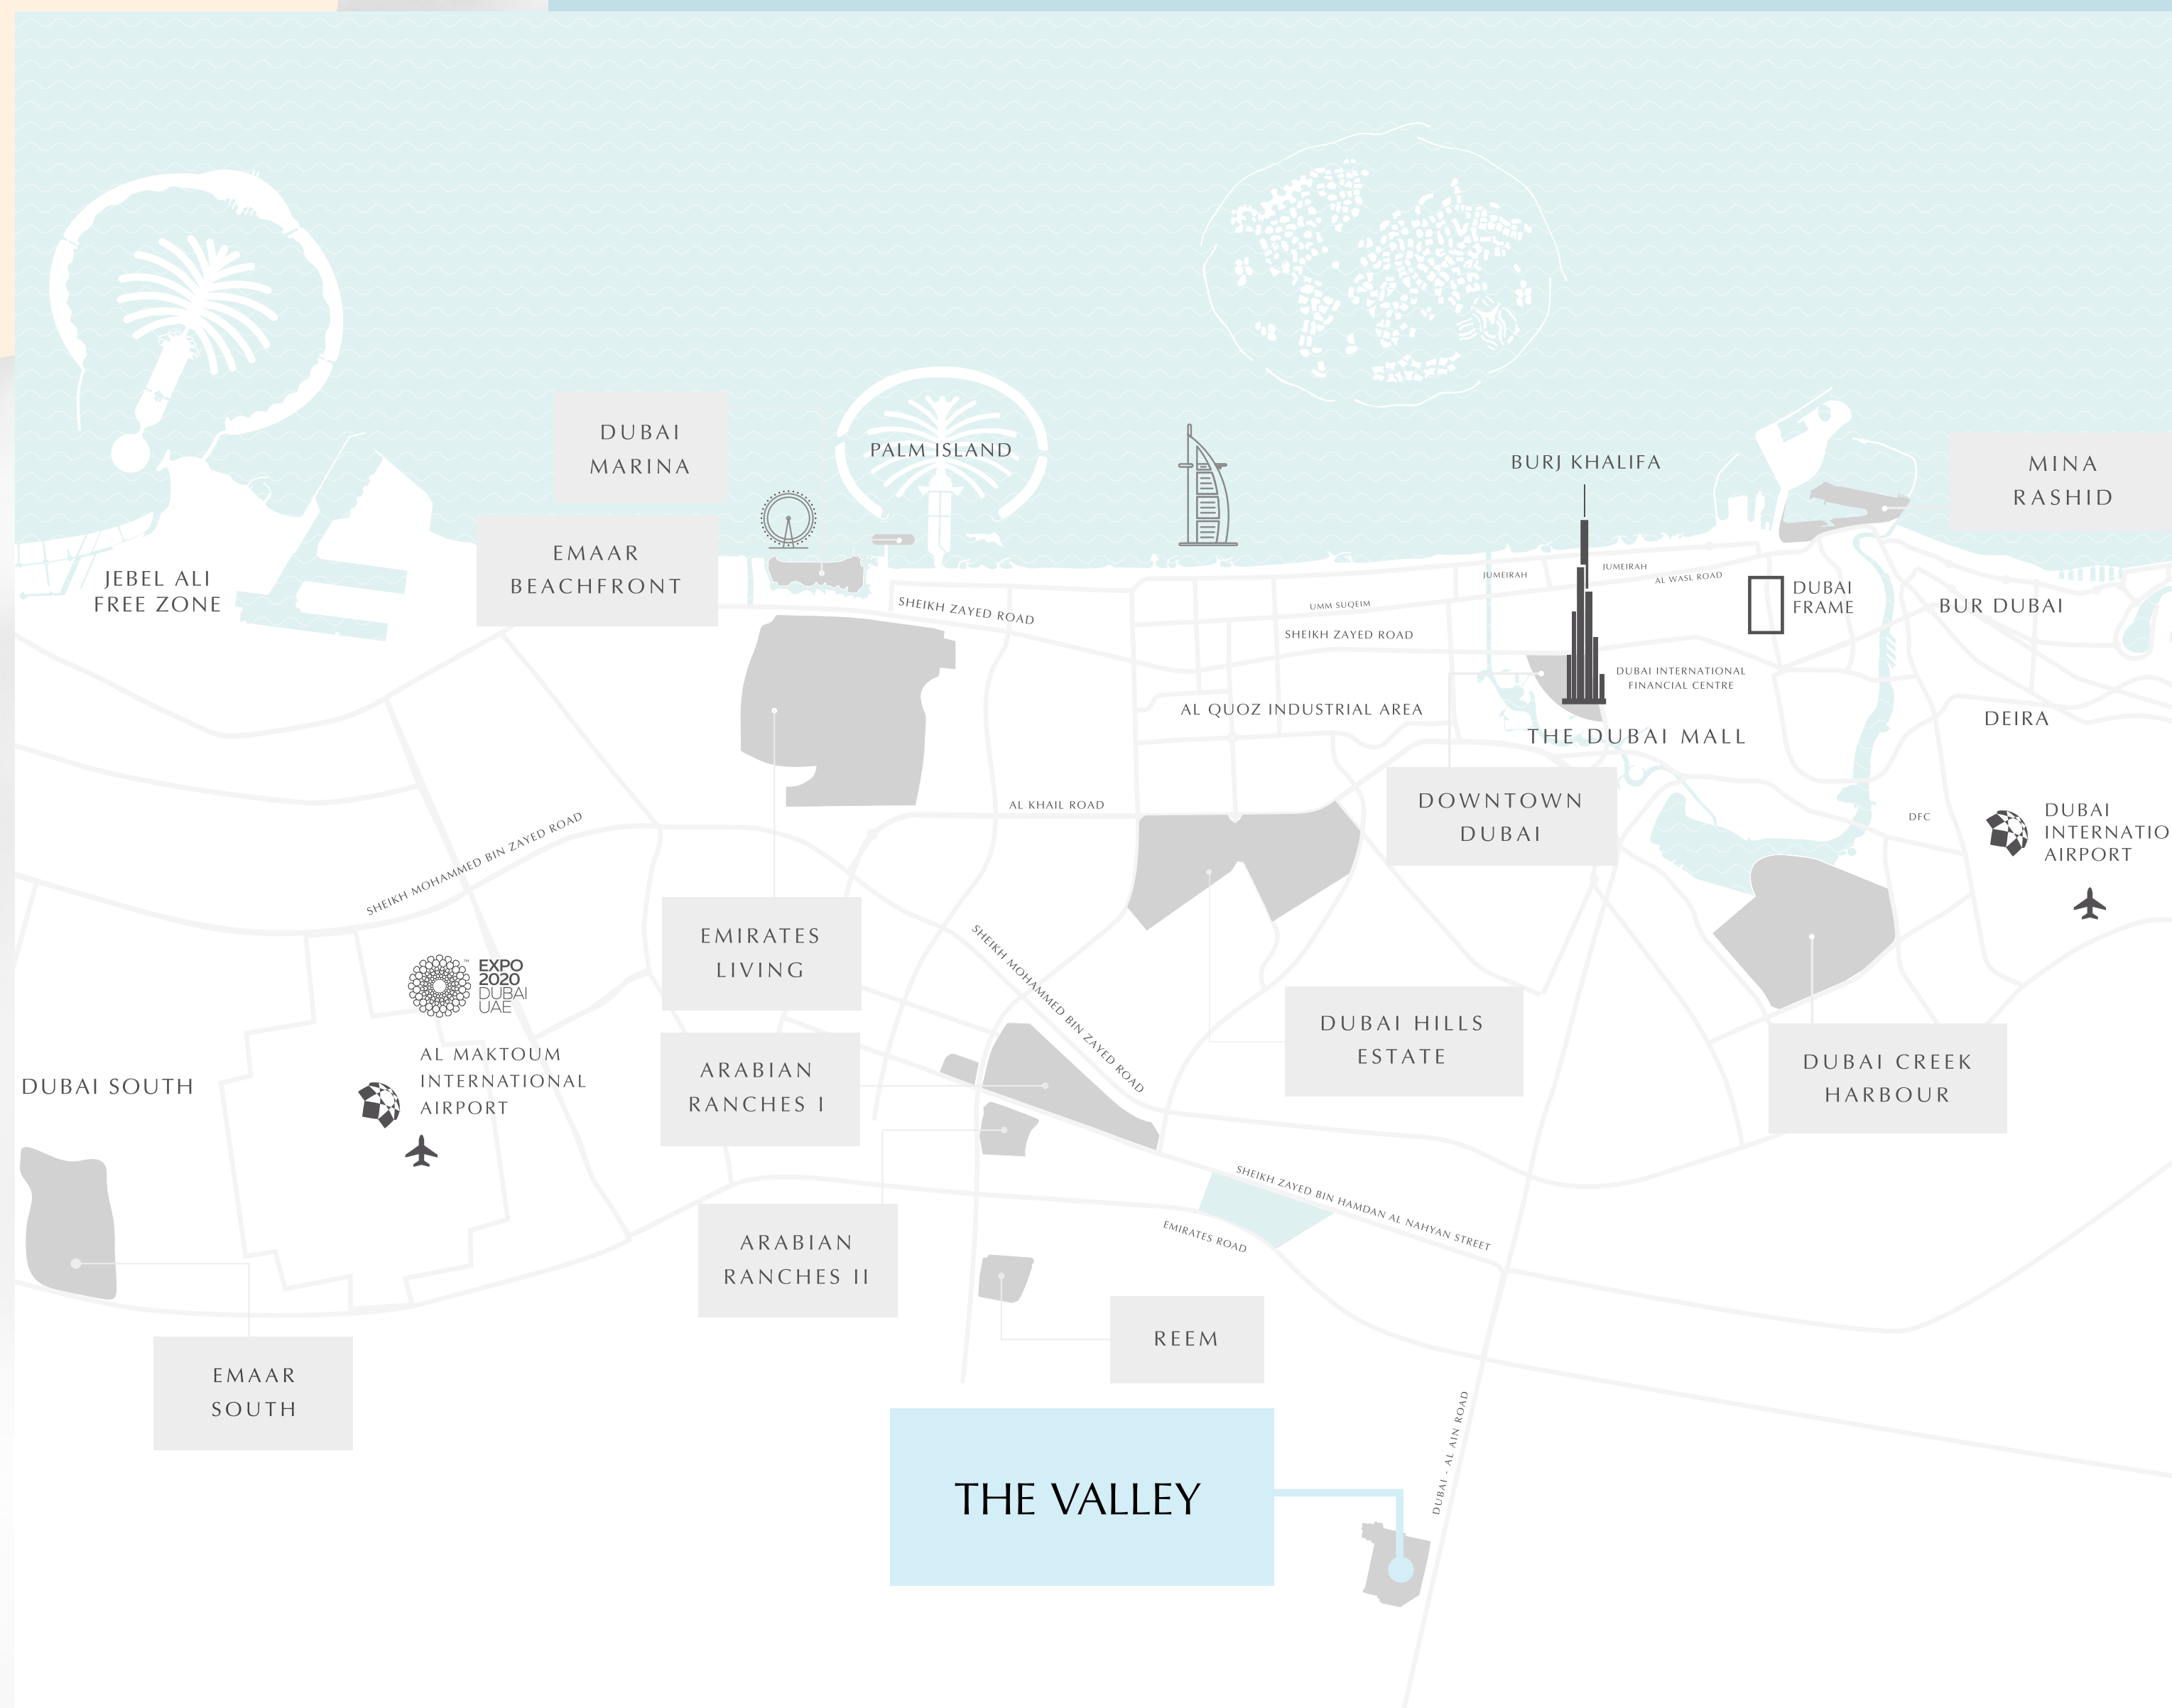 DUBAI
MARINA
PALM ISLAND
BURJ KHALIFA
MINA
RASHID
EMAAR
BEACHFRONT
JEBEL ALI
FREE ZONE
SHEIKH ZAYED ROAD
UMM SUQEIM
SHEIKH ZAYED ROAD
JUMEIRAH
JUMEIRAH
AL WASL ROAD
DUBAI
FRAME
BUR DUBAI
DUBAI INTERNATIONAL
FINANCIAL CENTRE
AL QUOZ INDUSTRIAL AREA
THE DUBAI MALL
DEIRA
DOWNTOWN
DUBAI
AL KHAIL ROAD
DFC
DUBAI
INTERNATIO
AIRPORT
SHEIKH MOHAMMED BIN ZAYED ROAD
EMIRATES
LIVING
SHEIKH MOHAMMED BIN ZAYED ROAD
EXPO
2020
DUBAI
UAE
™
DUBAI HILLS
ESTATE
AL MAKTOUM
INTERNATIONAL
AIRPORT
DUBAI SOUTH
ARABIAN
RANCHES I
DUBAI CREEK
HARBOUR
SHEIKH ZAYED BIN HAMDAN AL NAHYAN STREET
EMIRATES ROAD
ARABIAN
RANCHES II
REEM
EMAAR
SOUTH
THE VALLEY
DUBAI - AL AIN ROAD